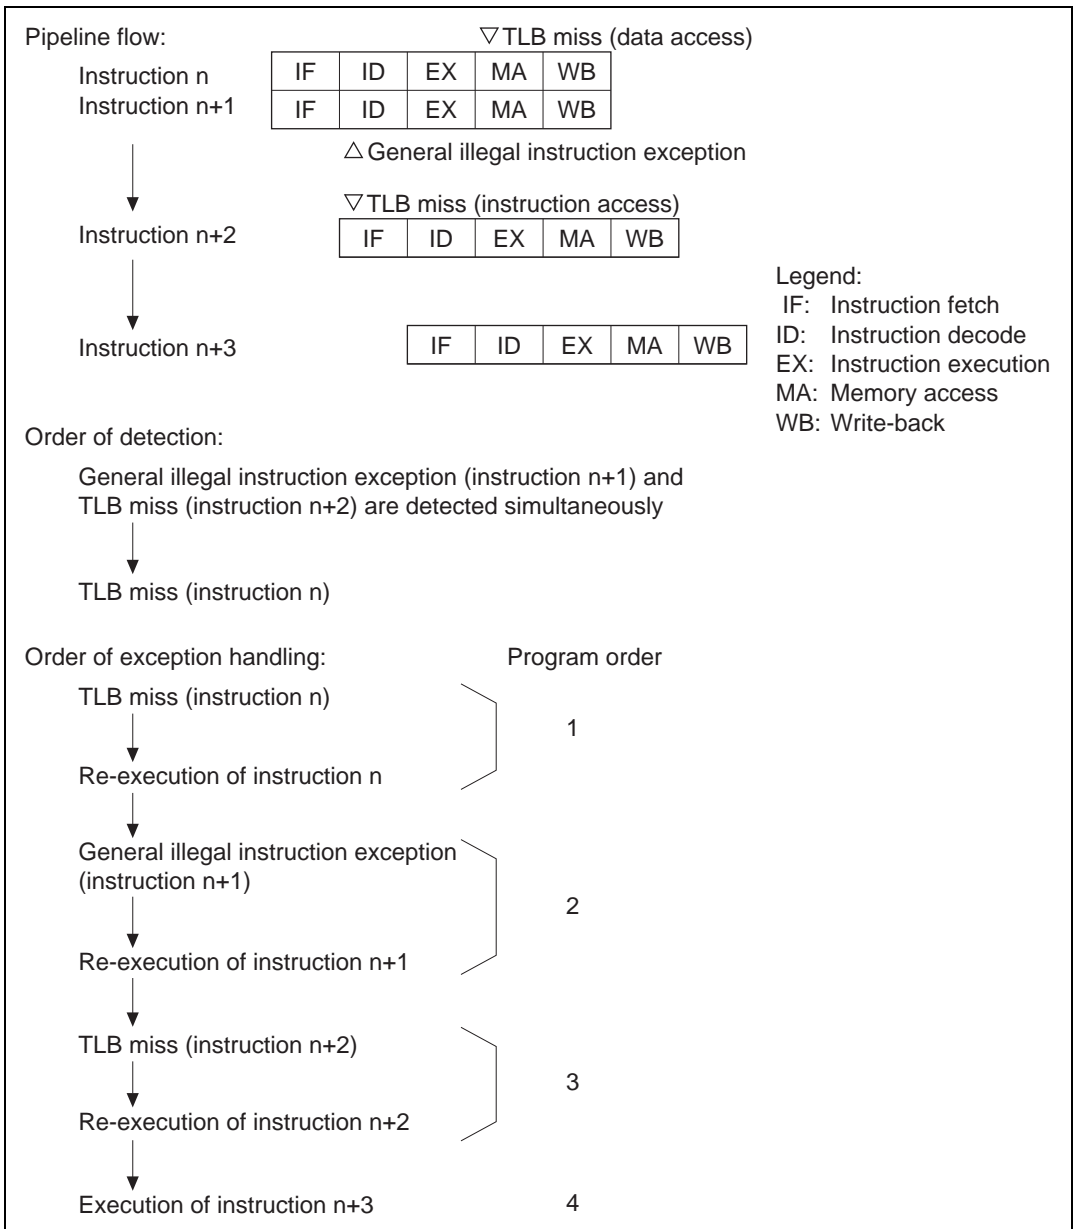 Pipeline flow:
▽TLB miss (data access)
Instruction n IF ID EX MA WB
Instruction n+1 IF ID EX MA WB
△General illegal instruction exception
▽TLB miss (instruction access)
Instruction n+2 IF ID EX MA WB
Instruction n+3 IF ID EX MA WB
Legend:
IF: Instruction fetch
ID: Instruction decode
EX: Instruction execution
MA: Memory access
WB: Write-back
Order of detection:
General illegal instruction exception (instruction n+1) and
TLB miss (instruction n+2) are detected simultaneously
TLB miss (instruction n)
Order of exception handling: Program order
TLB miss (instruction n)
1
Re-execution of instruction n
General illegal instruction exception
(instruction n+1)
2
Re-execution of instruction n+1
TLB miss (instruction n+2)
3
Re-execution of instruction n+2
Execution of instruction n+3 4